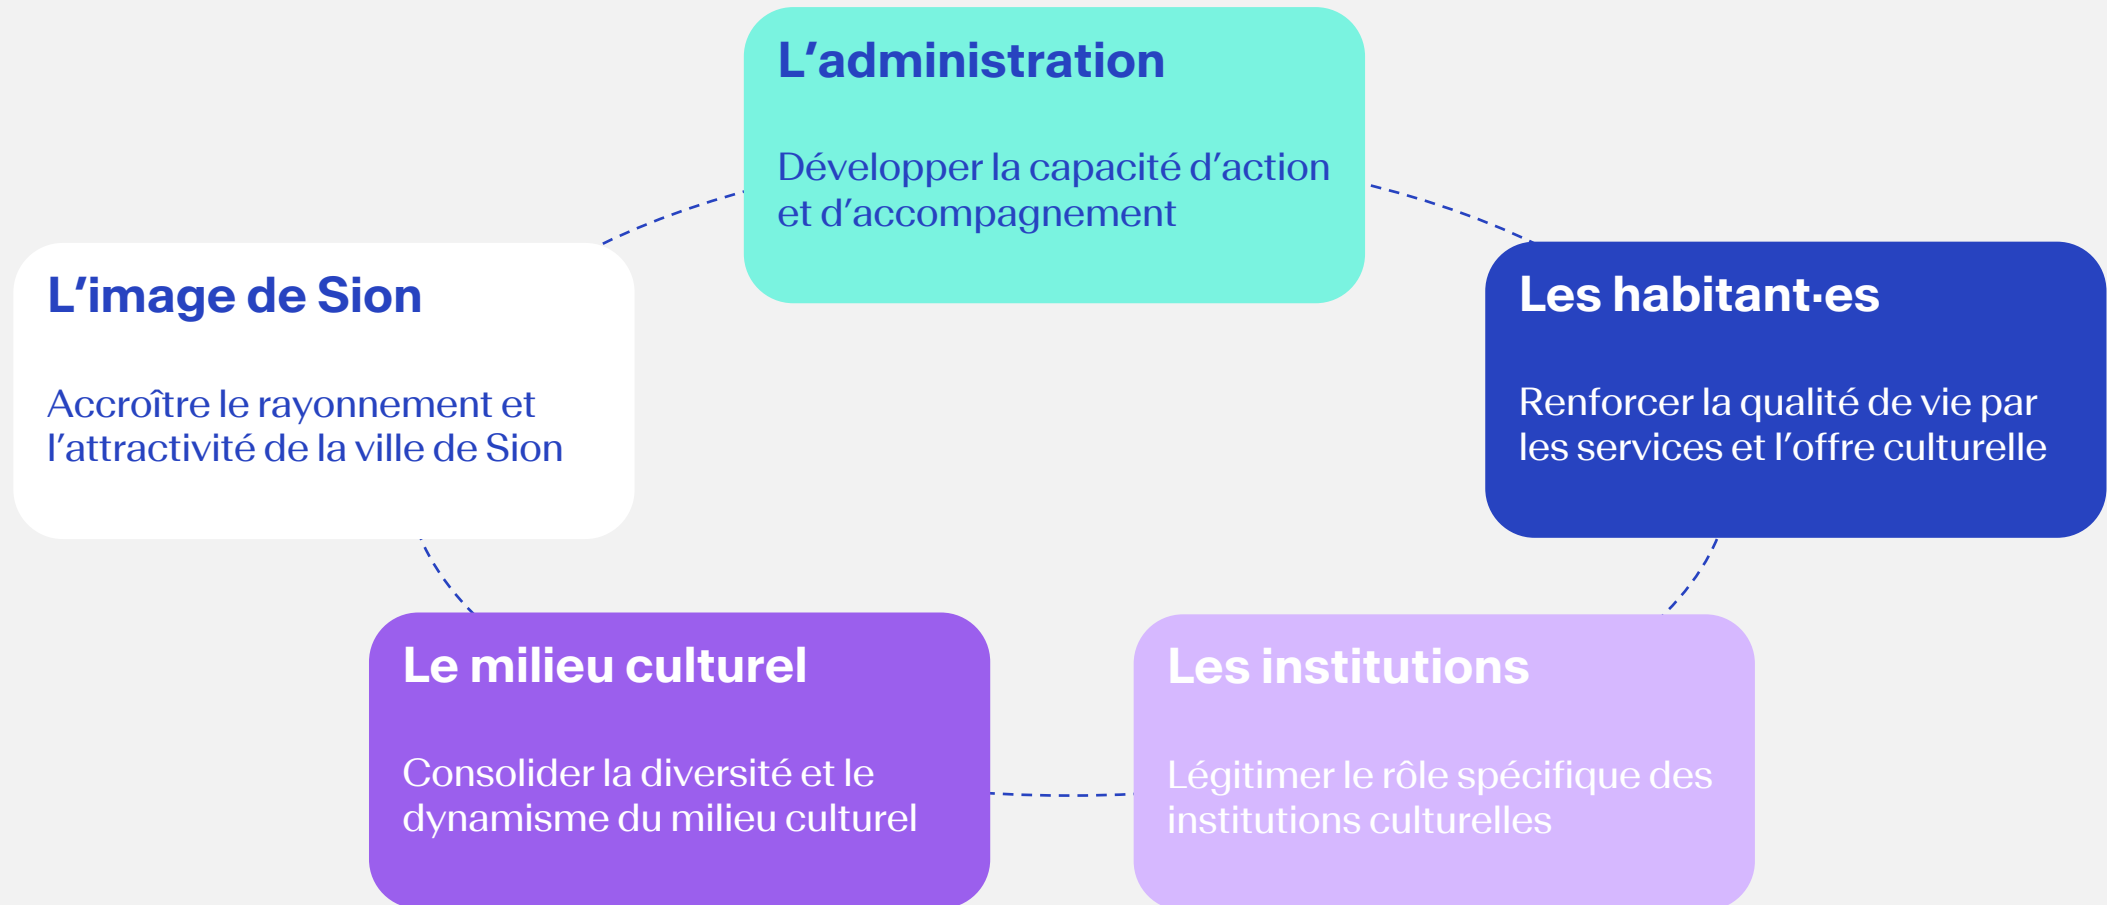 L’administration
Développer la capacité d’action
et d’accompagnement
L’image de Sion
Accroître le rayonnement et
l’attractivité de la ville de Sion
Les habitant·es
Renforcer la qualité de vie par
les services et l’offre culturelle
Le milieu culturel
Consolider la diversité et le
dynamisme du milieu culturel
Les institutions
Légitimer le rôle spécifique des
institutions culturelles